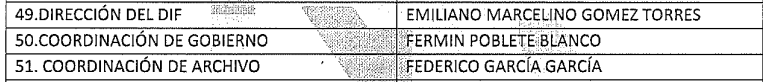 49.DIRECCIÓN DEL DIF EMILIANO MARCELINO GOMEZ TORRES
50.COORDINACIÓN DE GOBIERNO FERMIN POBLETE BLANCO
51. COORDINACIÓN DE ARCHIVO FEDERICO GARCÍA GARCÍA